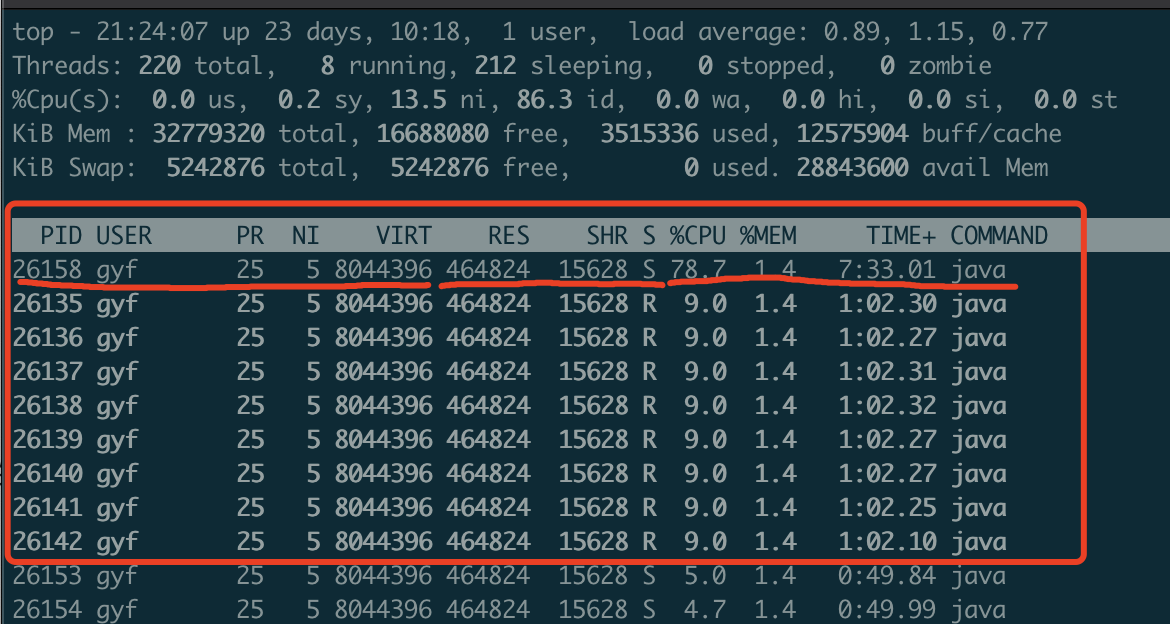 top - 21:24:07 up 23 days, 10:18,  1 user,  load average: 0.89, 1.15, 0.77
Threads: 220 total,   8 running, 212 sleeping,   0 stopped,   0 zombie
%Cpu(s):  0.0 us,  0.2 sy, 13.5 ni, 86.3 id,  0.0 wa,  0.0 hi,  0.0 si,  0.0 st
KiB Mem : 32779320 total, 16688080 free,  3515336 used, 12575904 buff/cache
KiB Swap:  5242876 total,  5242876 free,        0 used. 28843600 avail Mem
  PID USER      PR  NI    VIRT    RES    SHR S %CPU %MEM     TIME+ COMMAND
26158 gyf       25   5 8044396 464824  15628 S 78.7  1.4   7:33.01 java
26135 gyf       25   5 8044396 464824  15628 R  9.0  1.4   1:02.30 java
26136 gyf       25   5 8044396 464824  15628 R  9.0  1.4   1:02.27 java
26137 gyf       25   5 8044396 464824  15628 R  9.0  1.4   1:02.31 java
26138 gyf       25   5 8044396 464824  15628 R  9.0  1.4   1:02.32 java
26139 gyf       25   5 8044396 464824  15628 R  9.0  1.4   1:02.27 java
26140 gyf       25   5 8044396 464824  15628 R  9.0  1.4   1:02.27 java
26141 gyf       25   5 8044396 464824  15628 R  9.0  1.4   1:02.25 java
26142 gyf       25   5 8044396 464824  15628 R  9.0  1.4   1:02.10 java
26153 gyf       25   5 8044396 464824  15628 S  5.0  1.4   0:49.84 java
26154 gyf       25   5 8044396 464824  15628 S  4.7  1.4   0:49.99 java